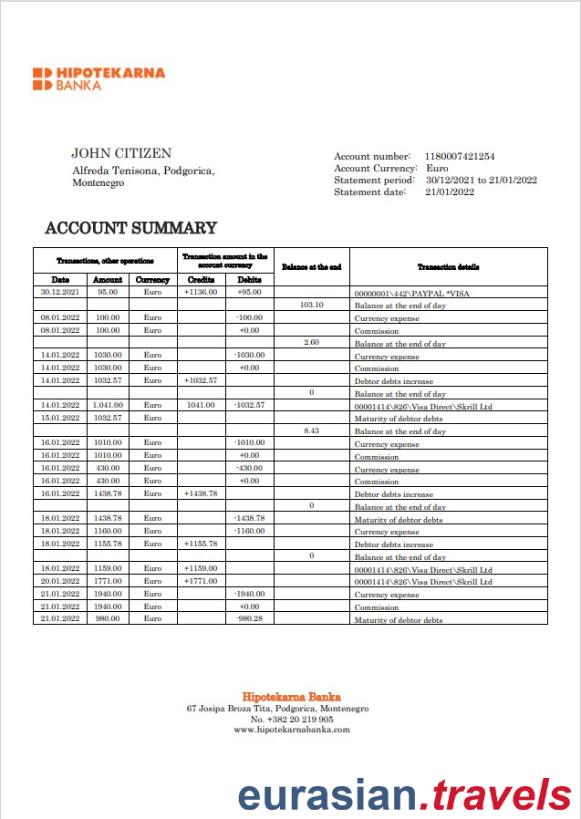 HIPOTEKARNA
BANKA
JOHN CITIZEN
Alfreda Tenisona, Podgorica,
Montenegro
Account number: 1180007421254
Account Currency: Euro
Statement period: 30/12/2021 to 21/01/2022
Statement date: 21/01/2022
ACCOUNT SUMMARY
Transactions, other operations Transaction amount in the account currency Balance at the end Transaction details
Date Amount Currency Credits Debits
30.12.2021 95.00 Euro +1136.00 +95.00 00000001\442\PAYPAL *VISA
103.10 Balance at the end of day
08.01.2022 100.00 Euro -100.00 Currency expense
08.01.2022 100.00 Euro +0.00 Commission
2.60 Balance at the end of day
14.01.2022 1030.00 Euro -1030.00 Currency expense
14.01.2022 1030.00 Euro +0.00 Commission
14.01.2022 1032.57 Euro +1032.57 Debtor debts increase
0 Balance at the end of day
14.01.2022 1.041.00 Euro 1041.00 -1032.57 00001414\826\Visa Direct\Skrill Ltd
15.01.2022 1032.57 Euro Maturity of debtor debts
8.43 Balance at the end of day
16.01.2022 1010.00 Euro -1010.00 Currency expense
16.01.2022 1010.00 Euro +0.00 Commission
16.01.2022 430.00 Euro -430.00 Currency expense
16.01.2022 430.00 Euro +0.00 Commission
16.01.2022 1438.78 Euro +1438.78 Debtor debts increase
0 Balance at the end of day
18.01.2022 1438.78 Euro -1438.78 Maturity of debtor debts
18.01.2022 1160.00 Euro -1160.00 Currency expense
18.01.2022 1155.78 Euro +1155.78 Debtor debts increase
0 Balance at the end of day
18.01.2022 1159.00 Euro +1159.00 00001414\826\Visa Direct\Skrill Ltd
20.01.2022 1771.00 Euro +1771.00 00001414\826\Visa Direct\Skrill Ltd
21.01.2022 1940.00 Euro -1940.00 Currency expense
21.01.2022 1940.00 Euro +0.00 Commission
21.01.2022 980.00 Euro -980.28 Maturity of debtor debts
Hipotekarna Banka
67 Josipa Broza Tita, Podgorica, Montenegro
No. +382 20 219 905
www.hipotekarnabanka.com
eurasian.travels